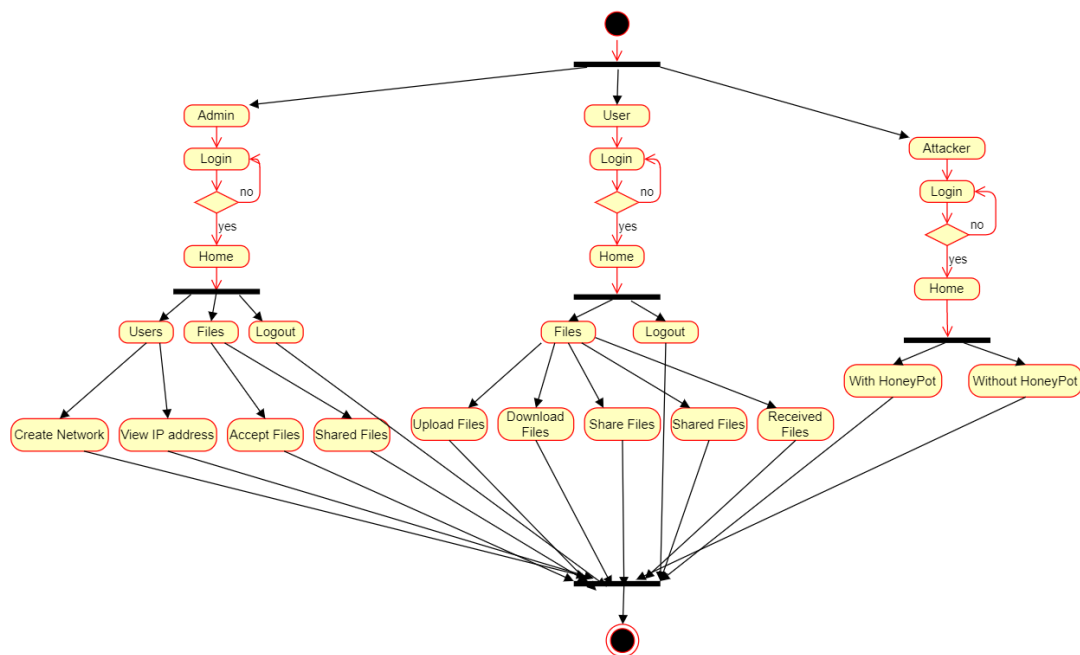 Admin
User
Attacker
Login
Login
Login
no
no
no
yes
yes
yes
Home
Home
Home
Users
Files
Logout
Files
Logout
With HoneyPot
Without HoneyPot
Create Network
View IP address
Accept Files
Shared Files
Upload Files
Download
Files
Share Files
Shared Files
Received
Files